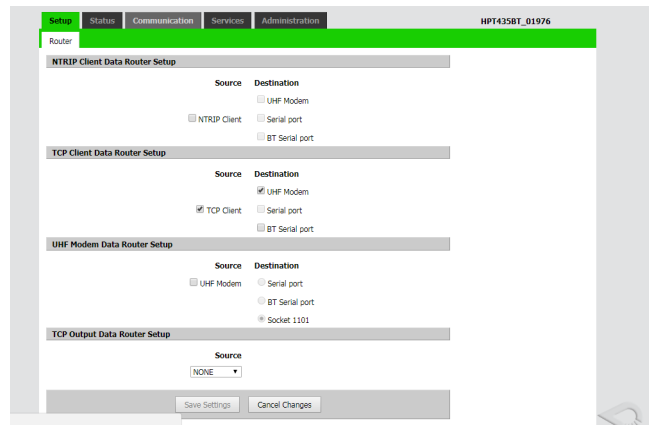 Setup Status Communication Services Administration HPT435BT_01976
Router
NTRIP Client Data Router Setup
Source Destination
UHF Modem
NTRIP Client Serial port
BT Serial port
TCP Client Data Router Setup
Source Destination
UHF Modem
TCP Client Serial port
BT Serial port
UHF Modem Data Router Setup
Source Destination
UHF Modem Serial port
BT Serial port
Socket 1101
TCP Output Data Router Setup
Source
NONE
Save Settings Cancel Changes